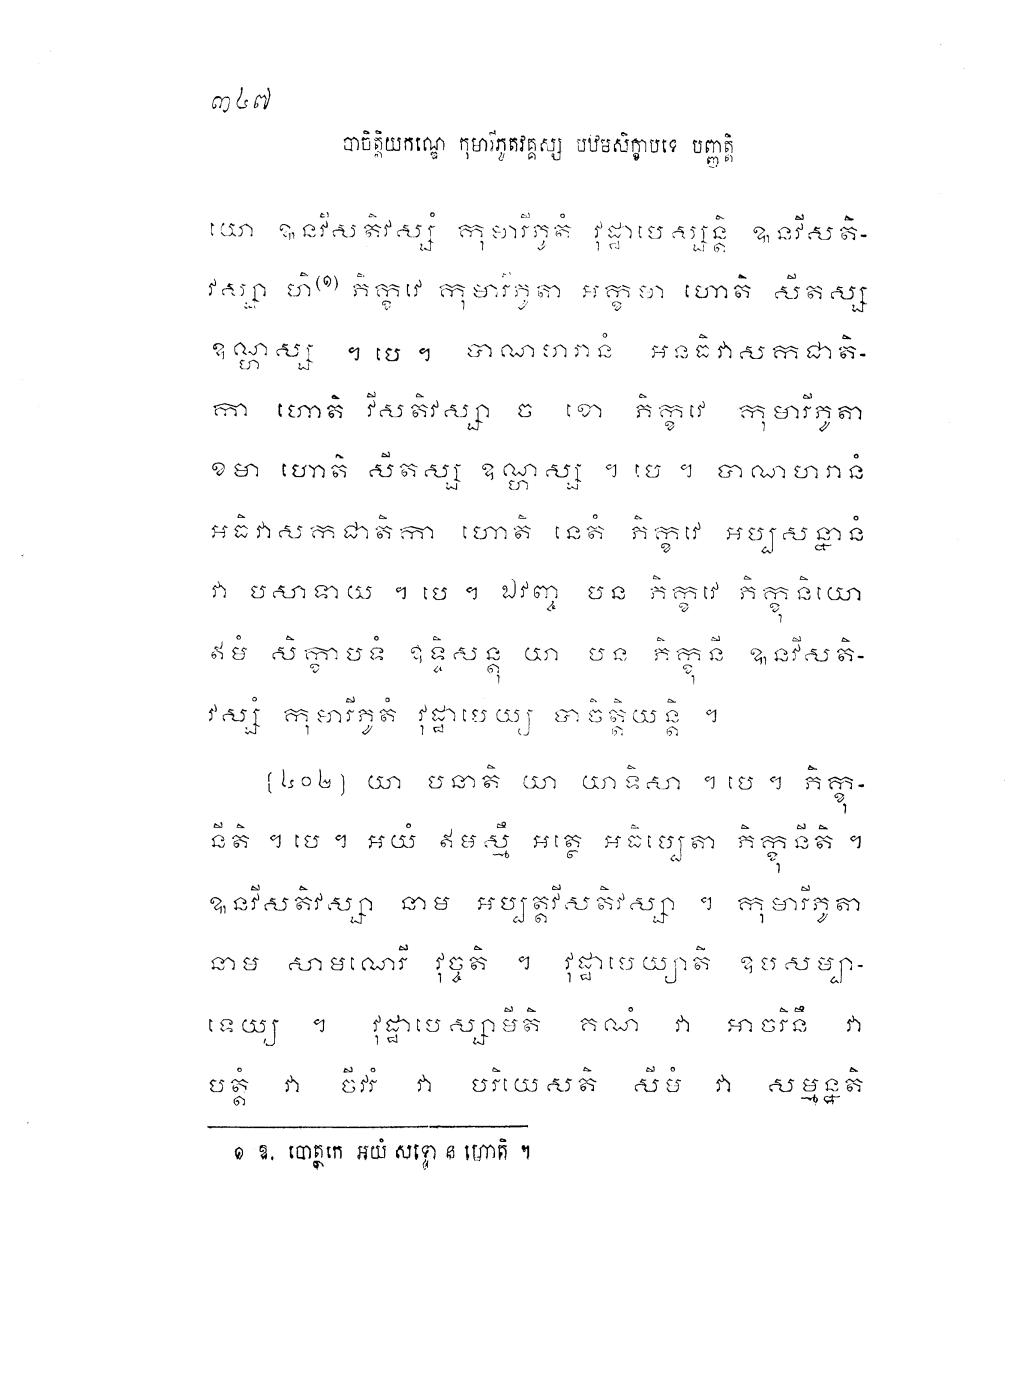 ៣៤៧
បាចិត្តិយកណ្ឌេ កុមារីភូតវគ្គស្ស បឋមសិក្ខាបទេ បញ្ញត្តិ
យោ ឩនវីសតិវស្សំ កុមារីភូតំ វុដ្ឋាបេស្សន្តិ ឩនវីសតិ-
វស្សា ហិ(១) ភិក្ខវេ កុមារីភូតា អក្ខមា ហោតិ សីតស្ស
ឧណ្ហស្ស ។ បេ ។ បាណហរានំ អនធិវាសកជាតិ-
កា ហោតិ វីសតិវស្សា ច ខោ ភិក្ខវេ កុមារីភូតា
ខមា ហោតិ សីតស្ស ឧណ្ហស្ស ។ បេ ។ បាណហរានំ
អធិវាសកជាតិកា ហោតិ នេតំ ភិក្ខវេ អប្បសន្នានំ
វា បសាទាយ ។ បេ ។ ឯវញ្ច បន ភិក្ខវេ ភិក្ខុនិយោ
ឥមំ សិក្ខាបទំ ឧទ្ទិសន្តុ យា បន ភិក្ខុនី ឩនវីសតិ-
វស្សំ កុមារីភូតំ វុដ្ឋាបេយ្យ បាចិត្តិយន្តិ ។
[៤០២] យា បនាតិ យា យាទិសា ។ បេ ។ ភិក្ខុ-
នីតិ ។ បេ ។ អយំ ឥមស្មឹ អត្ថេ អធិប្បេតា ភិក្ខុនីតិ ។
ឩនវីសតិវស្សា នាម អប្បត្តវីសតិវស្សា ។ កុមារីភូតា
នាម សាមណេរី វុច្ចតិ ។ វុដ្ឋាបេយ្យាតិ ឧបសម្បា-
ទេយ្យ ។ វុដ្ឋាបេស្សាមីតិ គណំ វា អាចរិនឹ វា
បត្តំ វា ចីវរំ វា បរិយេសតិ សីមំ វា សម្មន្នតិ
១ ឱ. បោត្ថកេ អយំ សទ្ទោ ន ហោតិ ។